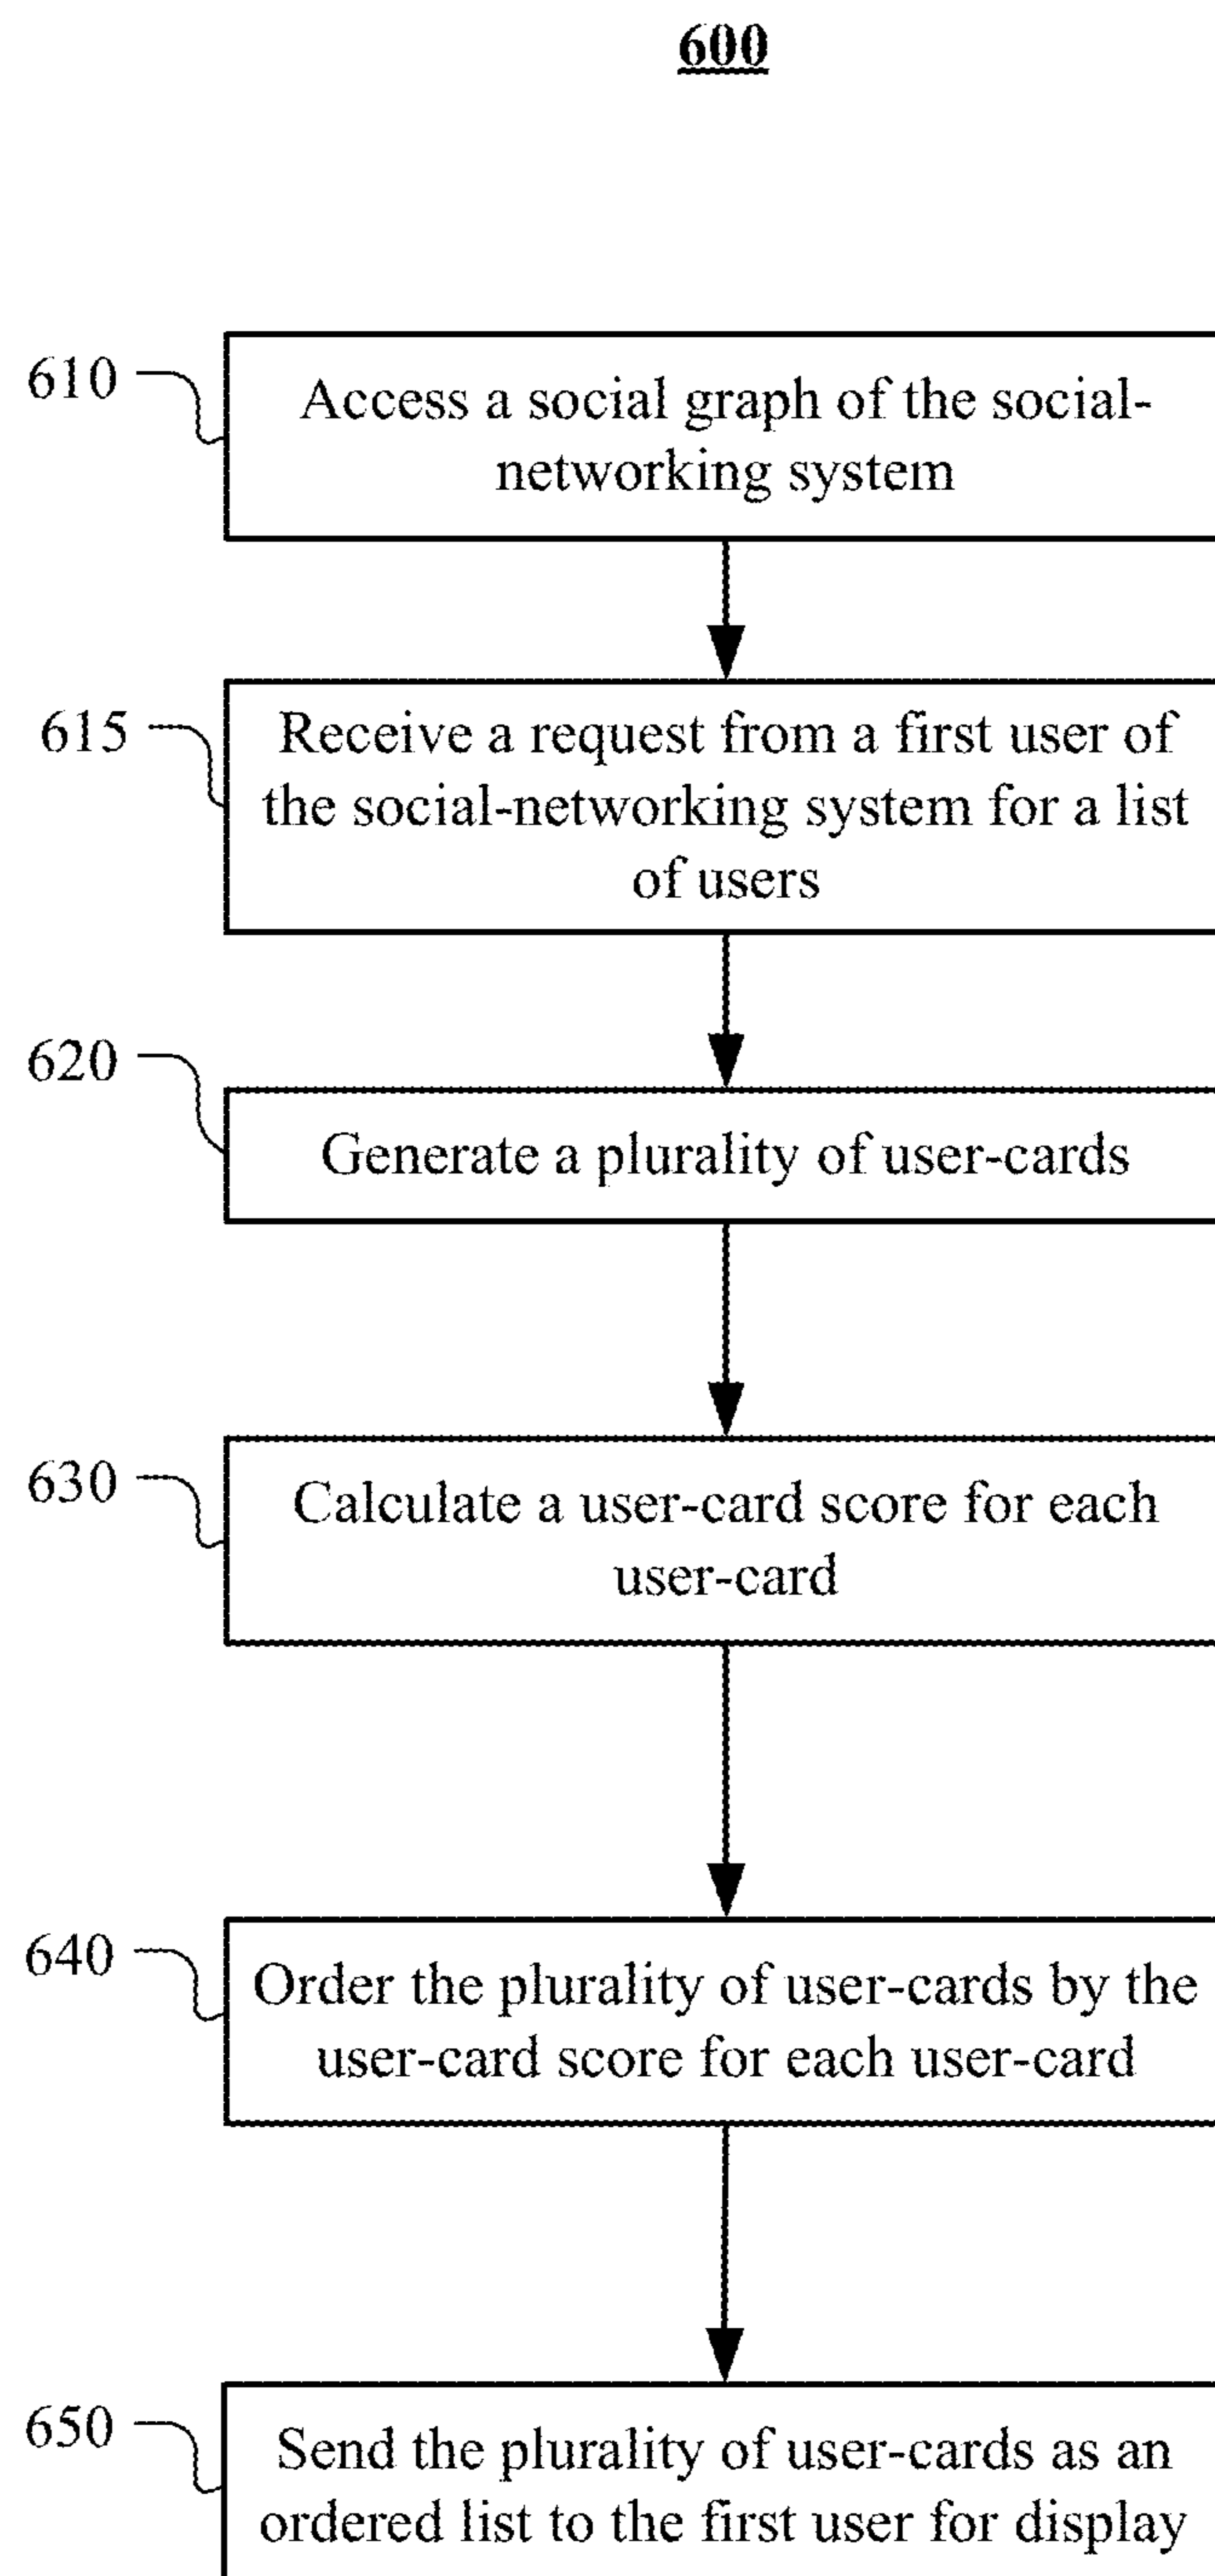 600
610
Access a social graph of the social-
networking system
615
Receive a request from a first user of
the social-networking system for a list
of users
620
Generate a plurality of user-cards
630
Calculate a user-card score for each
user-card
640
Order the plurality of user-cards by the
user-card score for each user-card
650
Send the plurality of user-cards as an
ordered list to the first user for display